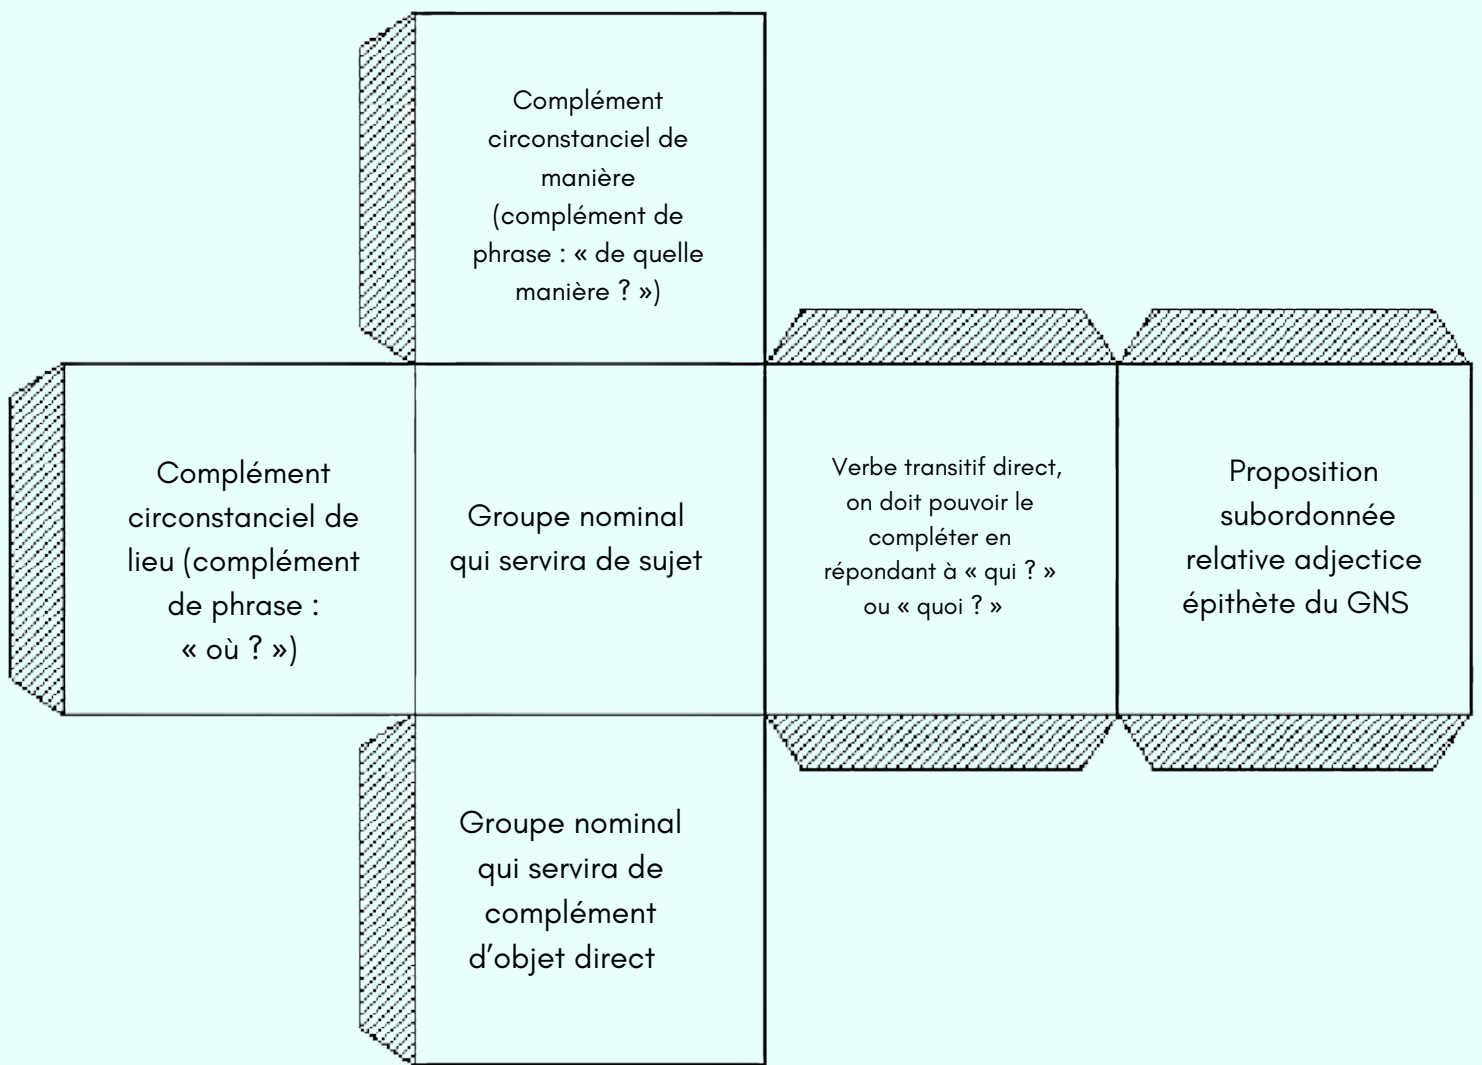 Complément
circonstanciel de
manière
(complément de
phrase : « de quelle
manière ? »)
Complément
circonstanciel de
lieu (complément
de phrase :
« où ? »)
Groupe nominal
qui servira de sujet
Verbe transitif direct,
on doit pouvoir le
compléter en
répondant à « qui ? »
ou « quoi ? »
Proposition
subordonnée
relative adjectice
épithète du GNS
Groupe nominal
qui servira de
complément
d’objet direct